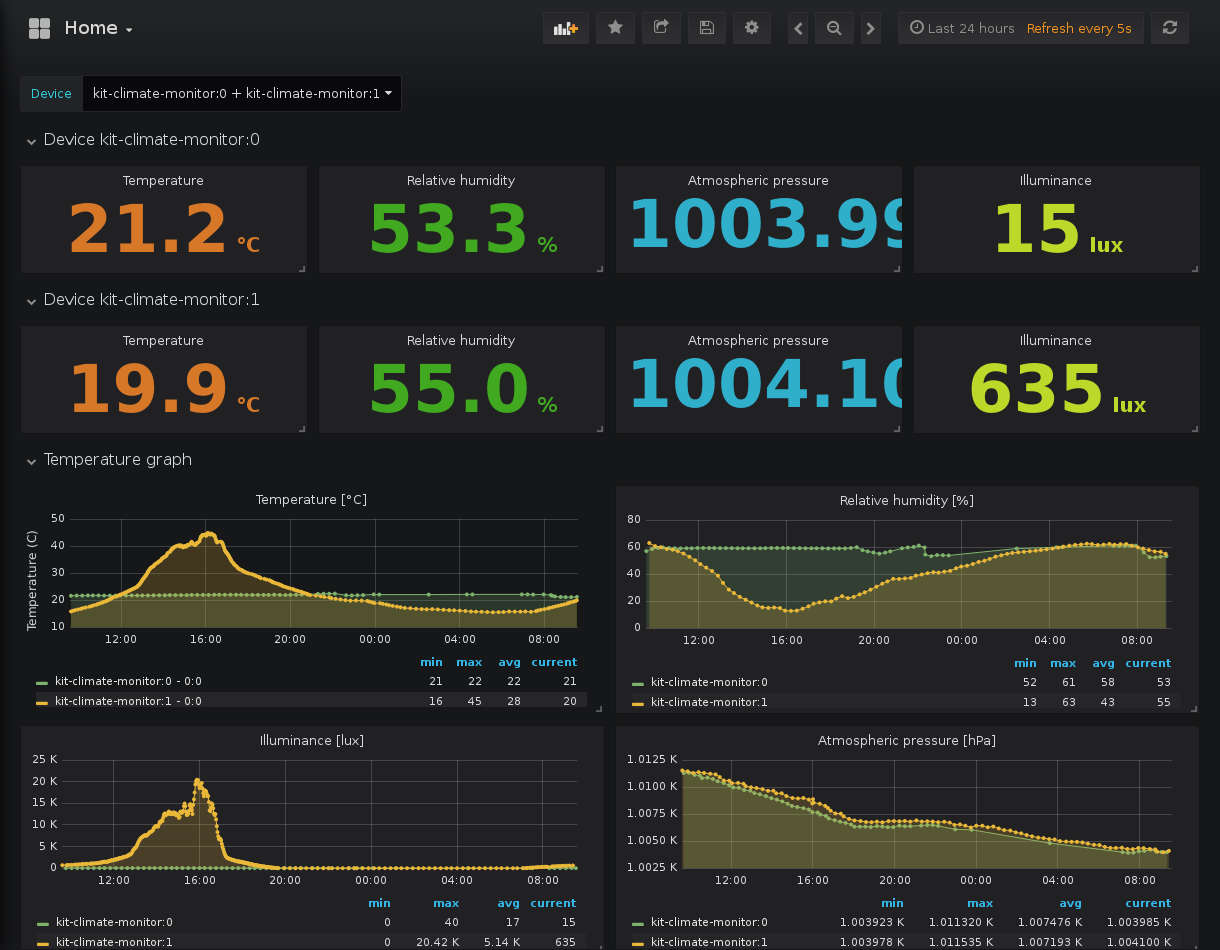 Home
Last 24 hours Refresh every 5s
Device kit-climate-monitor:0 + kit-climate-monitor:1
Device kit-climate-monitor:0
Temperature Relative humidity Atmospheric pressure Illuminance
21.2 °C 53.3 % 1003.99 15 lux
Device kit-climate-monitor:1
Temperature Relative humidity Atmospheric pressure Illuminance
19.9 °C 55.0 % 1004.10 635 lux
Temperature graph
Temperature [°C]
Temperature (C)
50
40
30
20
10
12:00 16:00 20:00 00:00 04:00 08:00
min max avg current
kit-climate-monitor:0 - 0:0 21 22 22 21
kit-climate-monitor:1 - 0:0 16 45 28 20
Relative humidity [%]
80
60
40
20
0
12:00 16:00 20:00 00:00 04:00 08:00
min max avg current
kit-climate-monitor:0 52 61 58 53
kit-climate-monitor:1 13 63 43 55
Illuminance [lux]
25 K
20 K
15 K
10 K
5 K
0
12:00 16:00 20:00 00:00 04:00 08:00
min max avg current
kit-climate-monitor:0 0 40 17 15
kit-climate-monitor:1 0 20.42 K 5.14 K 635
Atmospheric pressure [hPa]
1.0125 K
1.0100 K
1.0075 K
1.0050 K
1.0025 K
12:00 16:00 20:00 00:00 04:00 08:00
min max avg current
kit-climate-monitor:0 1.003923 K 1.011320 K 1.007476 K 1.003985 K
kit-climate-monitor:1 1.003978 K 1.011535 K 1.007193 K 1.004100 K